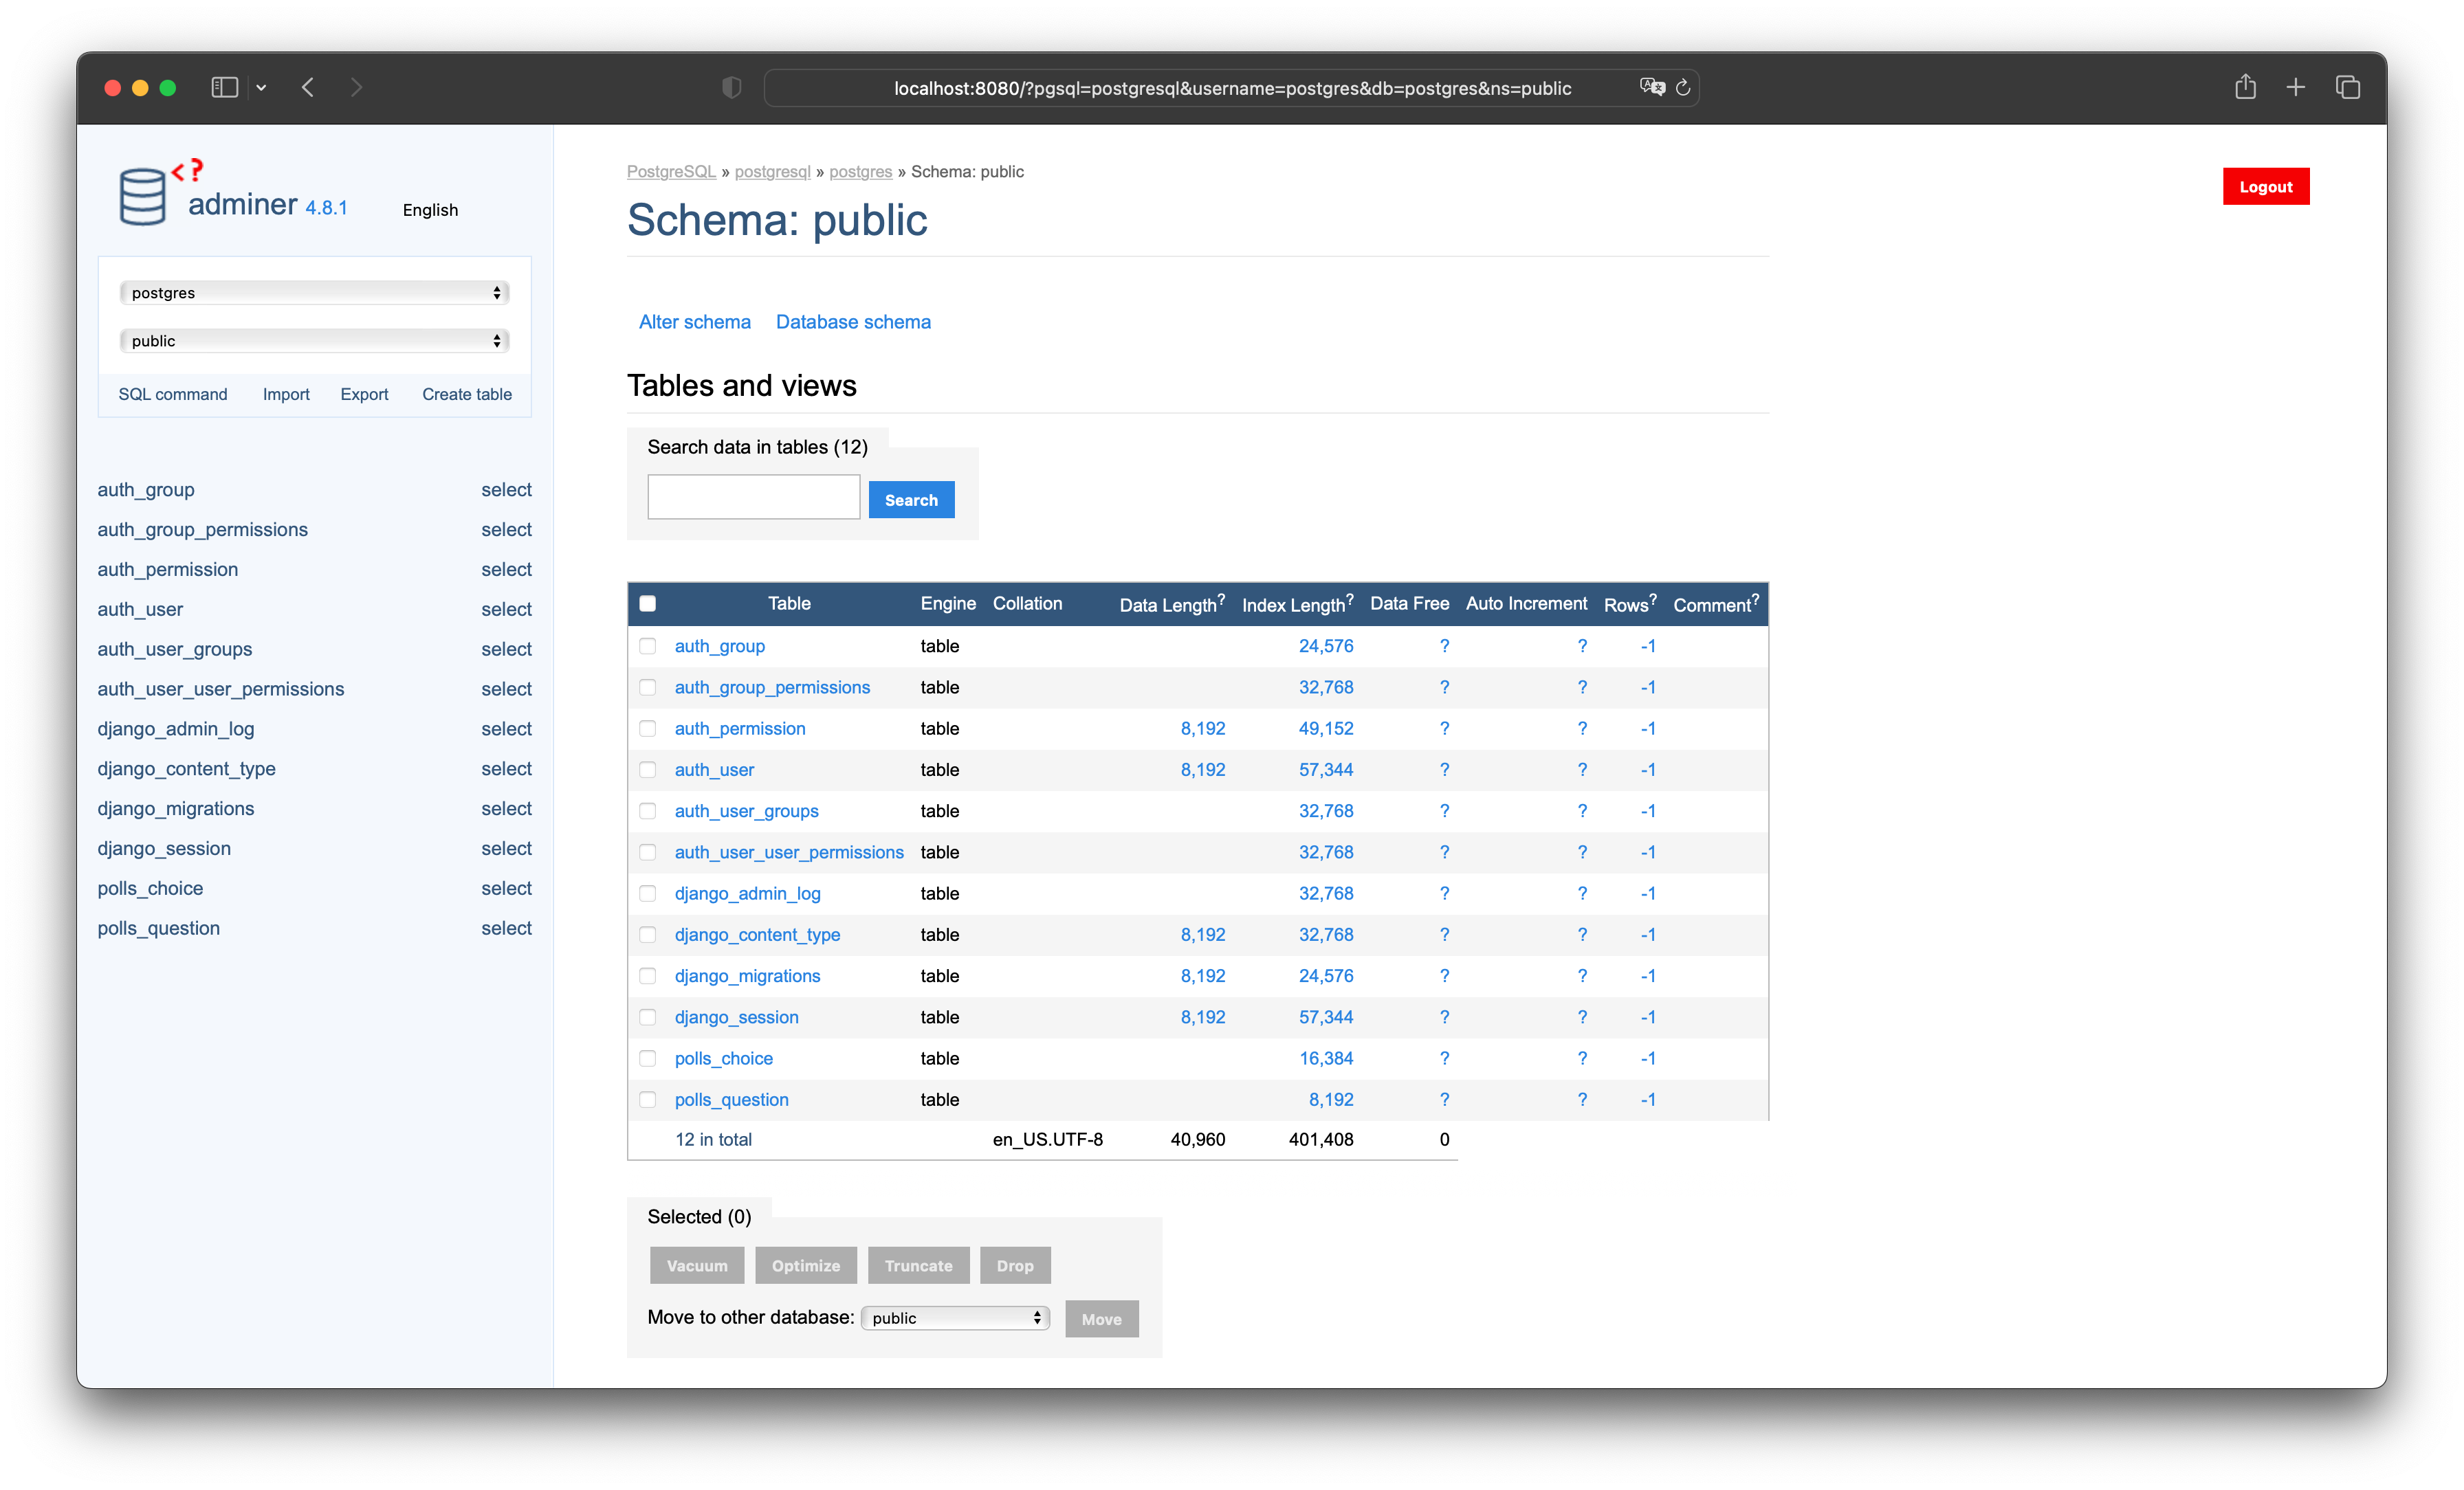 localhost:8080/?pgsql=postgresql&username=postgres&db=postgres&ns=public
<? adminer 4.8.1 English
postgres
public
SQL command Import Export Create table
auth_group select
auth_group_permissions select
auth_permission select
auth_user select
auth_user_groups select
auth_user_user_permissions select
django_admin_log select
django_content_type select
django_migrations select
django_session select
polls_choice select
polls_question select
PostgreSQL » postgresql » postgres » Schema: public
Logout
Schema: public
Alter schema Database schema
Tables and views
Search data in tables (12)
Search
Table Engine Collation Data Length? Index Length? Data Free Auto Increment Rows? Comment?
auth_group table 24,576 ? ? -1
auth_group_permissions table 32,768 ? ? -1
auth_permission table 8,192 49,152 ? ? -1
auth_user table 8,192 57,344 ? ? -1
auth_user_groups table 32,768 ? ? -1
auth_user_user_permissions table 32,768 ? ? -1
django_admin_log table 32,768 ? ? -1
django_content_type table 8,192 32,768 ? ? -1
django_migrations table 8,192 24,576 ? ? -1
django_session table 8,192 57,344 ? ? -1
polls_choice table 16,384 ? ? -1
polls_question table 8,192 ? ? -1
12 in total en_US.UTF-8 40,960 401,408 0
Selected (0)
Vacuum Optimize Truncate Drop
Move to other database: public Move